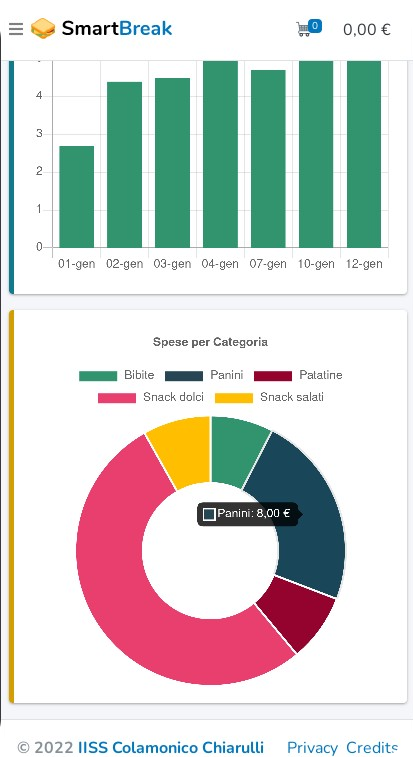 SmartBreak 0 0,00 €
4
3
2
1
0
01-gen 02-gen 03-gen 04-gen 07-gen 10-gen 12-gen
Spese per Categoria
Bibite Panini Patatine
Snack dolci Snack salati
Panini: 8,00 €
© 2022 IISS Colamonico Chiarulli Privacy Credits